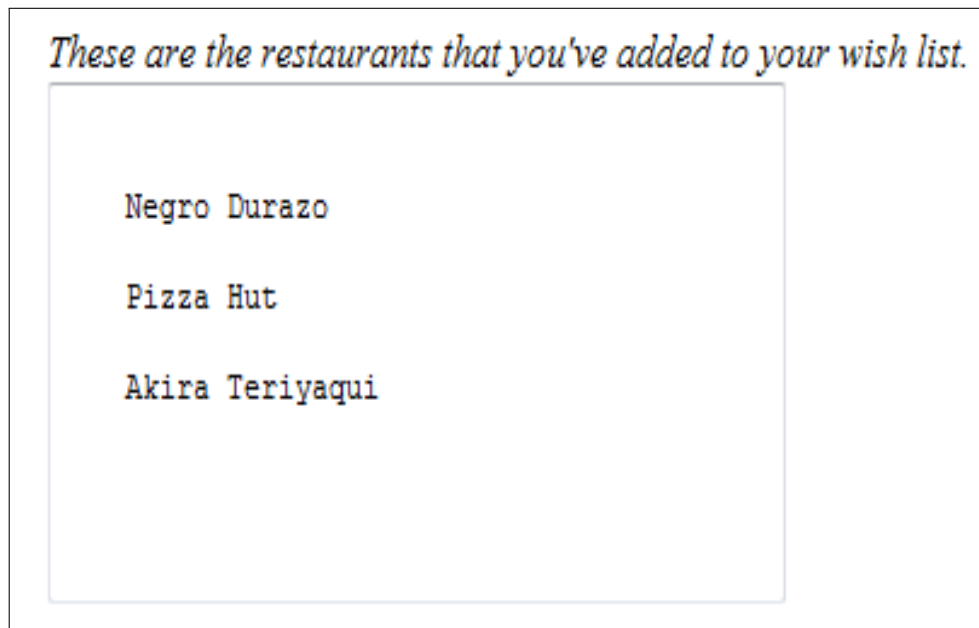 These are the restaurants that you've added to your wish list.
Negro Durazo
Pizza Hut
Akira Teriyaqui